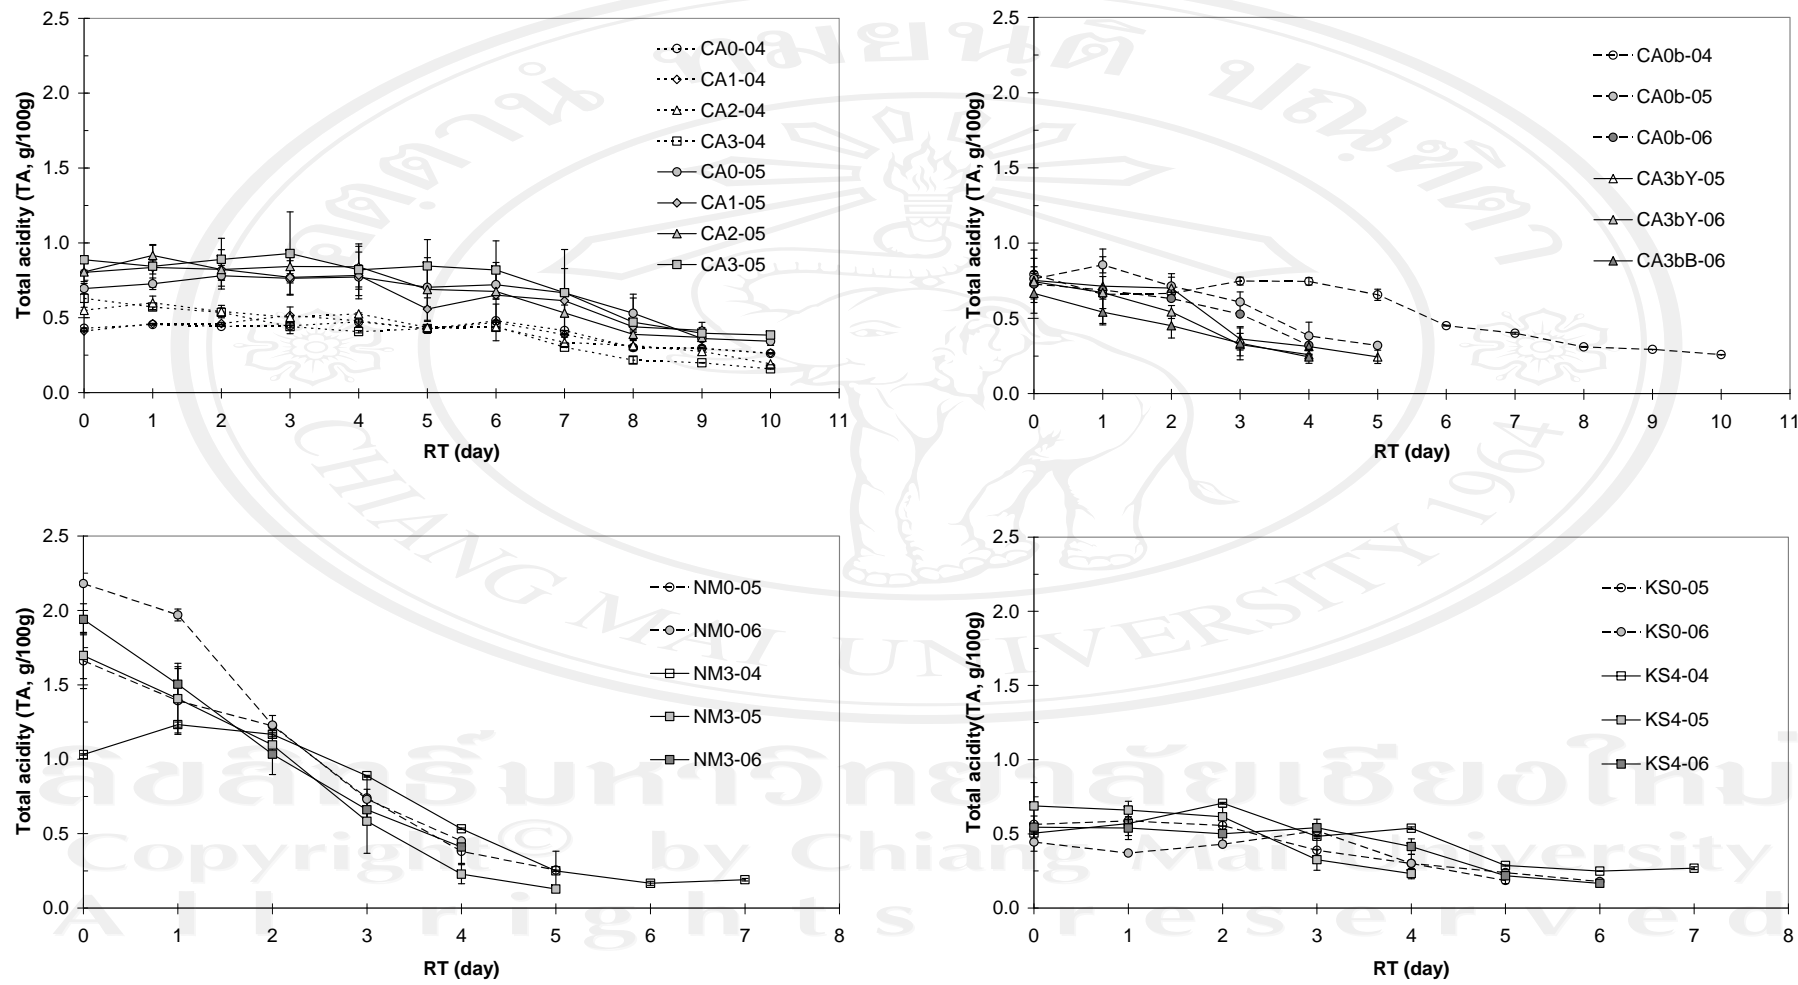 2.5
2.0
1.5
1.0
0.5
0.0
0 1 2 3 4 5 6 7 8 9 10 11
Total acidity (TA, g/100g)
RT (day)
CA0-04
CA1-04
CA2-04
CA3-04
CA0-05
CA1-05
CA2-05
CA3-05
2.5
2.0
1.5
1.0
0.5
0.0
0 1 2 3 4 5 6 7 8 9 10 11
Total acidity (TA, g/100g)
RT (day)
CA0b-04
CA0b-05
CA0b-06
CA3bY-05
CA3bY-06
CA3bB-06
2.5
2.0
1.5
1.0
0.5
0.0
0 1 2 3 4 5 6 7 8
Total acidity (TA, g/100g)
RT (day)
NM0-05
NM0-06
NM3-04
NM3-05
NM3-06
2.5
2.0
1.5
1.0
0.5
0.0
0 1 2 3 4 5 6 7 8
Total acidity(TA, g/100g)
RT (day)
KS0-05
KS0-06
KS4-04
KS4-05
KS4-06
CHIANG MAI UNIVERSITY 1964
ลิขสิทธิ์มหาวิทยาลัยเชียงใหม่
Copyright © by Chiang Mai University
All rights reserved